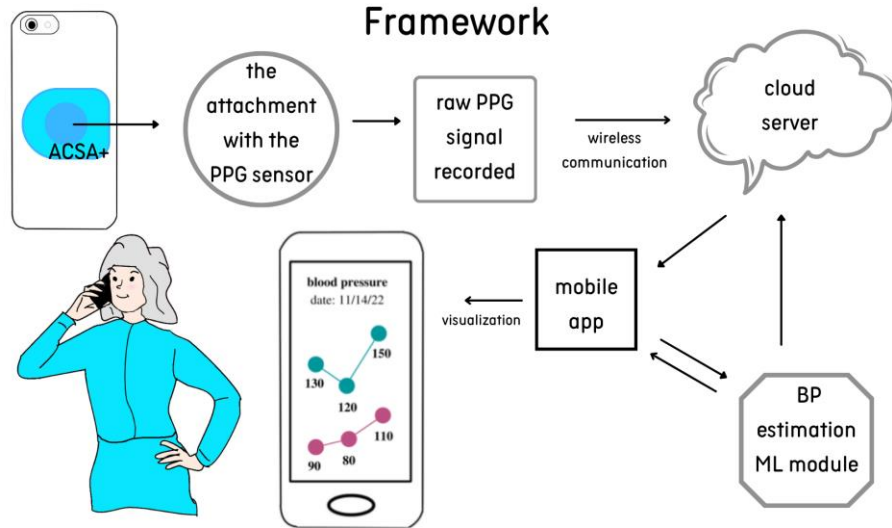 Framework
ACSA+
the
attachment
with the
PPG sensor
raw PPG
signal
recorded
wireless
communication
cloud
server
mobile
app
visualization
blood pressure
date: 11/14/22
150
130
120
110
90
80
BP
estimation
ML module